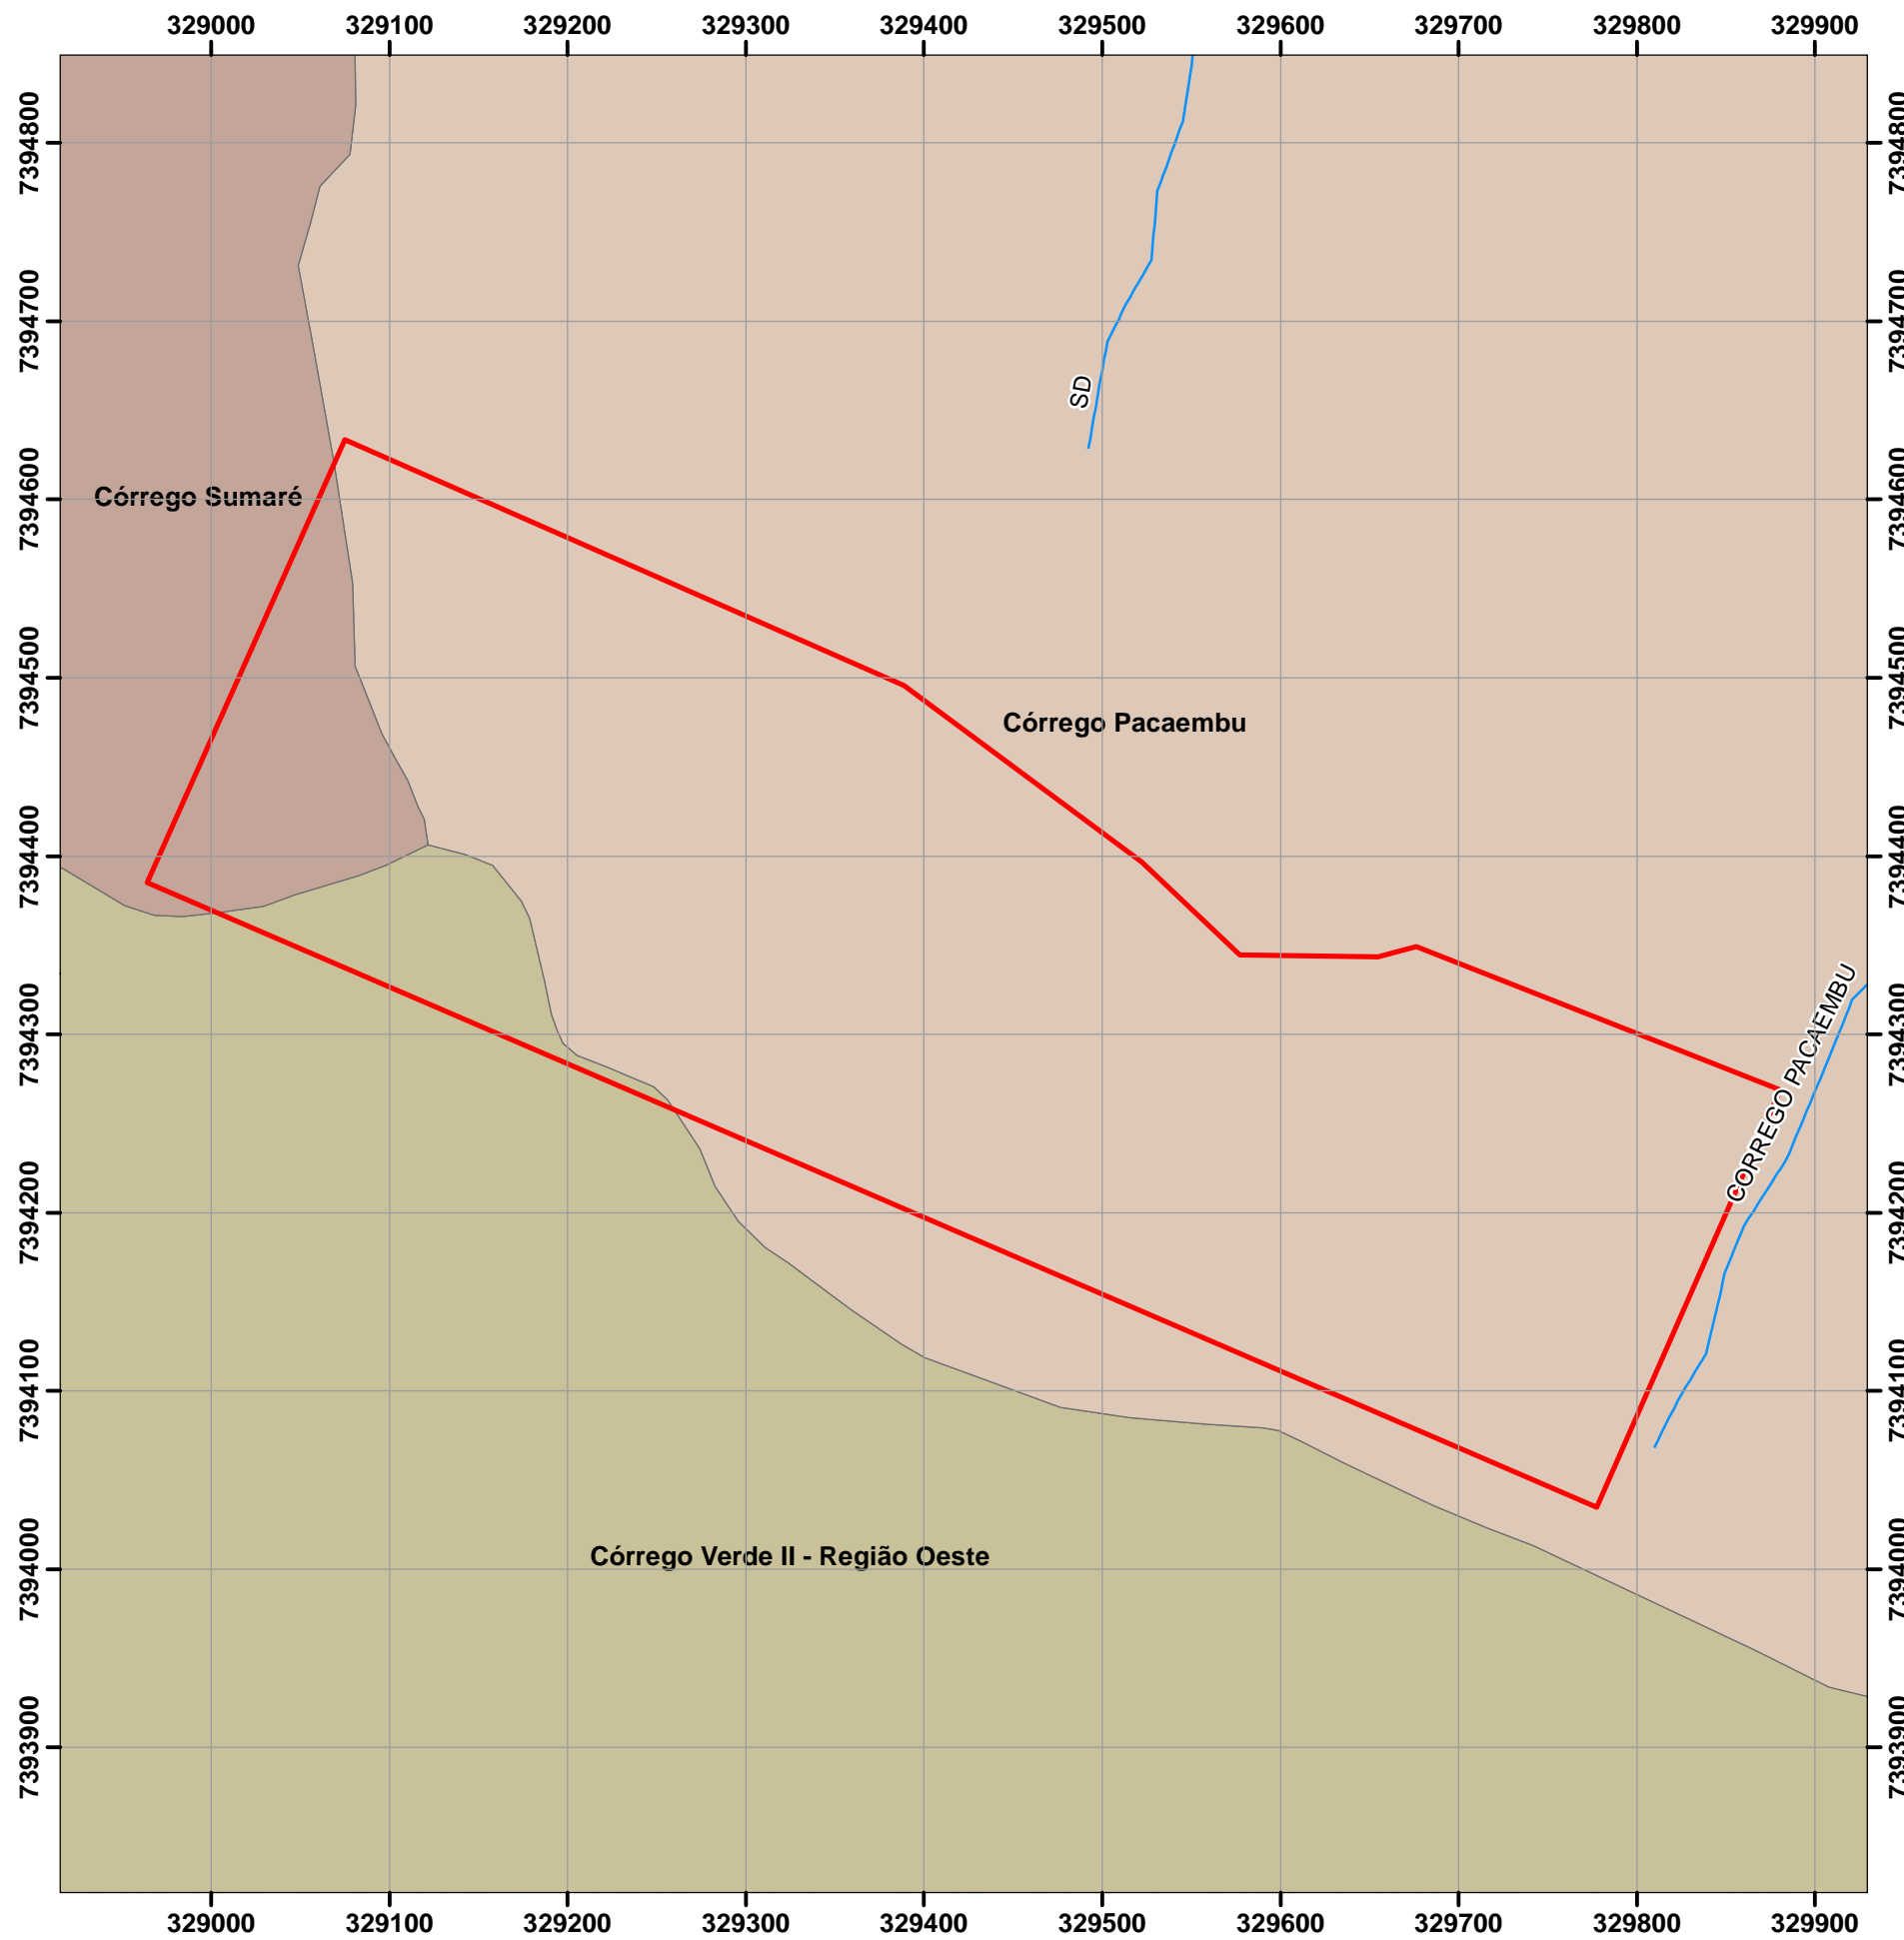 329000 329100 329200 329300 329400 329500 329600 329700 329800 329900
7394800 7394800
7394700 7394700
SD
7394600 7394600
Córrego Sumaré
7394500 7394500
Córrego Pacaembu
7394400 7394400
7394300 7394300
CORREGO PACAEMBU
7394200 7394200
7394100 7394100
Córrego Verde II - Região Oeste
7394000 7394000
7393900 7393900
329000 329100 329200 329300 329400 329500 329600 329700 329800 329900